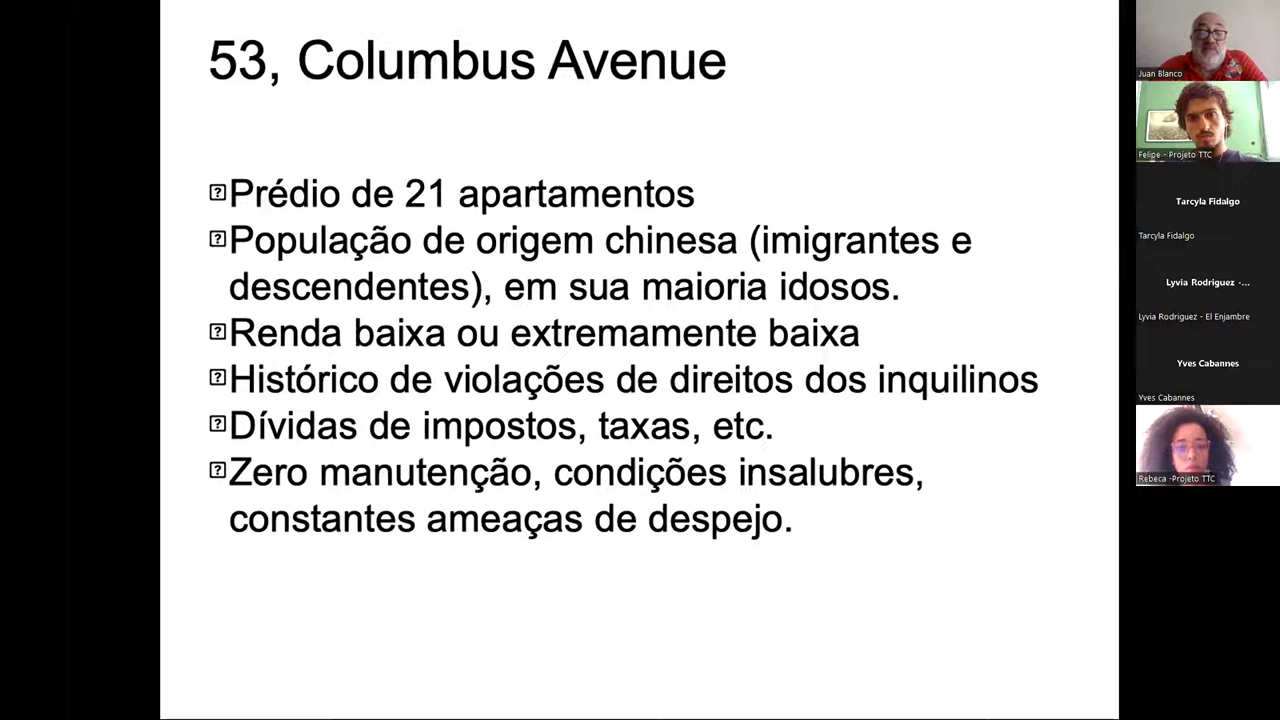 53, Columbus Avenue
Prédio de 21 apartamentos
População de origem chinesa (imigrantes e
descendentes), em sua maioria idosos.
Renda baixa ou extremamente baixa
Histórico de violações de direitos dos inquilinos
Dívidas de impostos, taxas, etc.
Zero manutenção, condições insalubres,
constantes ameaças de despejo.
Juan Blanco
Felipe - Projeto TTC
Tarcyla Fidalgo
Tarcyla Fidalgo
Lyvia Rodriguez -...
Lyvia Rodriguez - El Enjambre
Yves Cabannes
Yves Cabannes
Rebeca -Projeto TTC